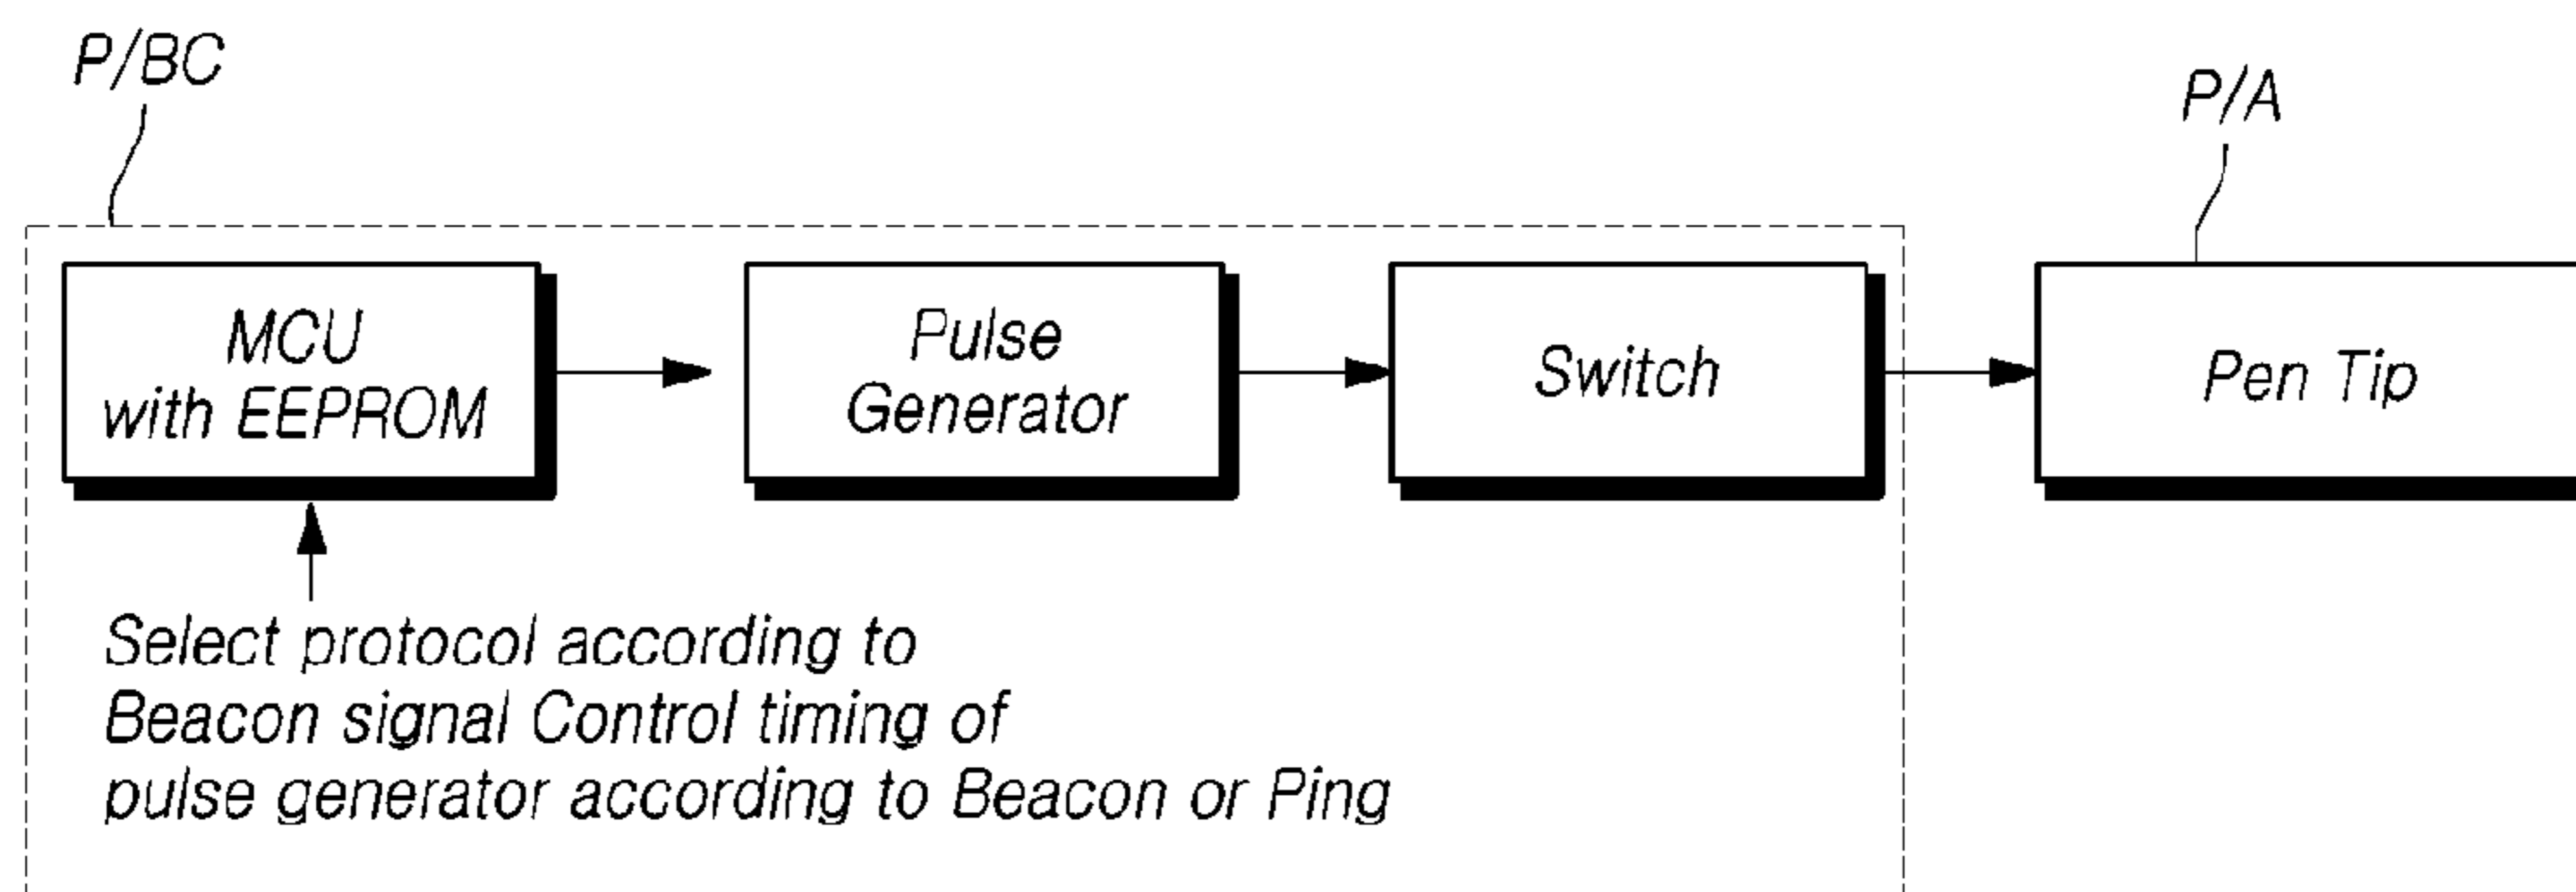 P/BC
P/A
MCU
with EEPROM
Pulse
Generator
Switch
Pen Tip
Select protocol according to
Beacon signal Control timing of
pulse generator according to Beacon or Ping